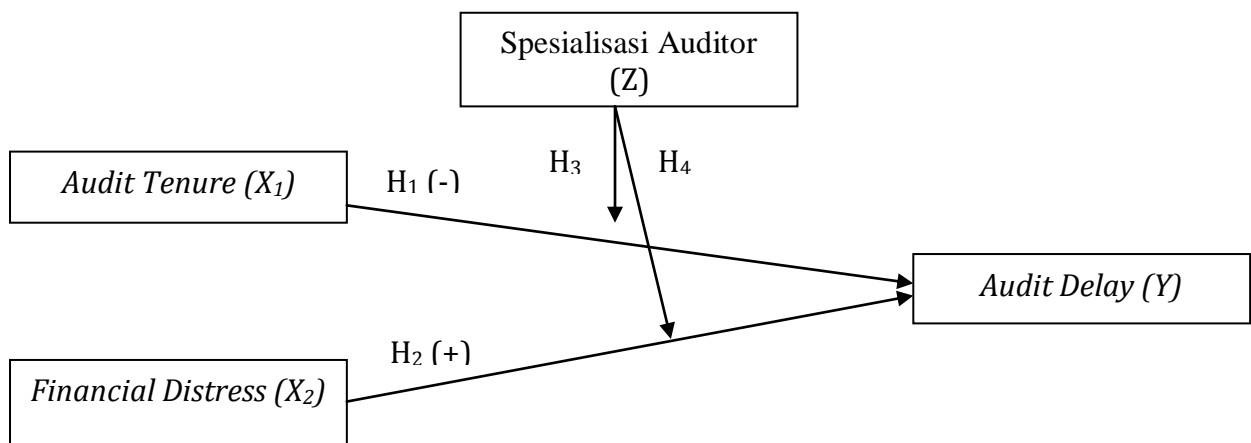 Spesialisasi Auditor
(Z)
H₃
H₄
Audit Tenure (X₁)
H₁ (-)
Audit Delay (Y)
H₂ (+)
Financial Distress (X₂)